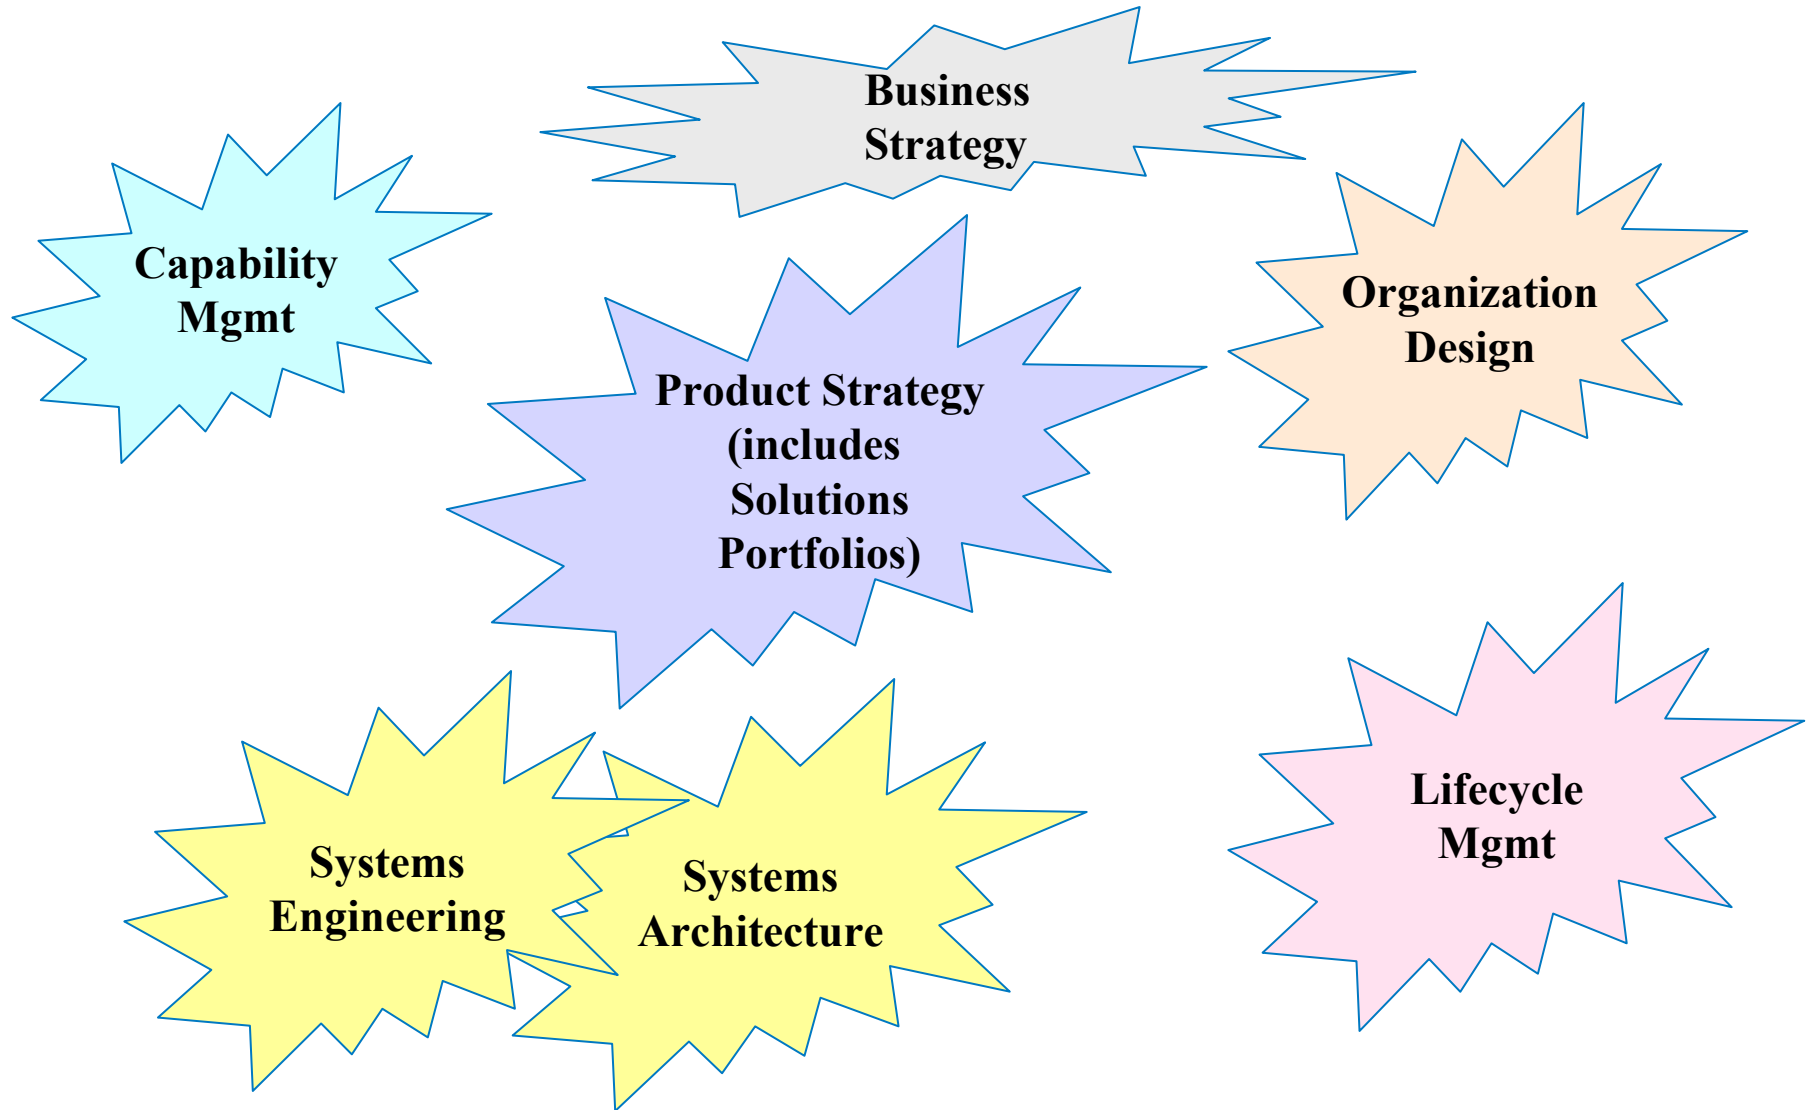 Business
Strategy
Capability
Mgmt
Organization
Design
Product Strategy
(includes
Solutions
Portfolios)
Lifecycle
Mgmt
Systems
Engineering
Systems
Architecture